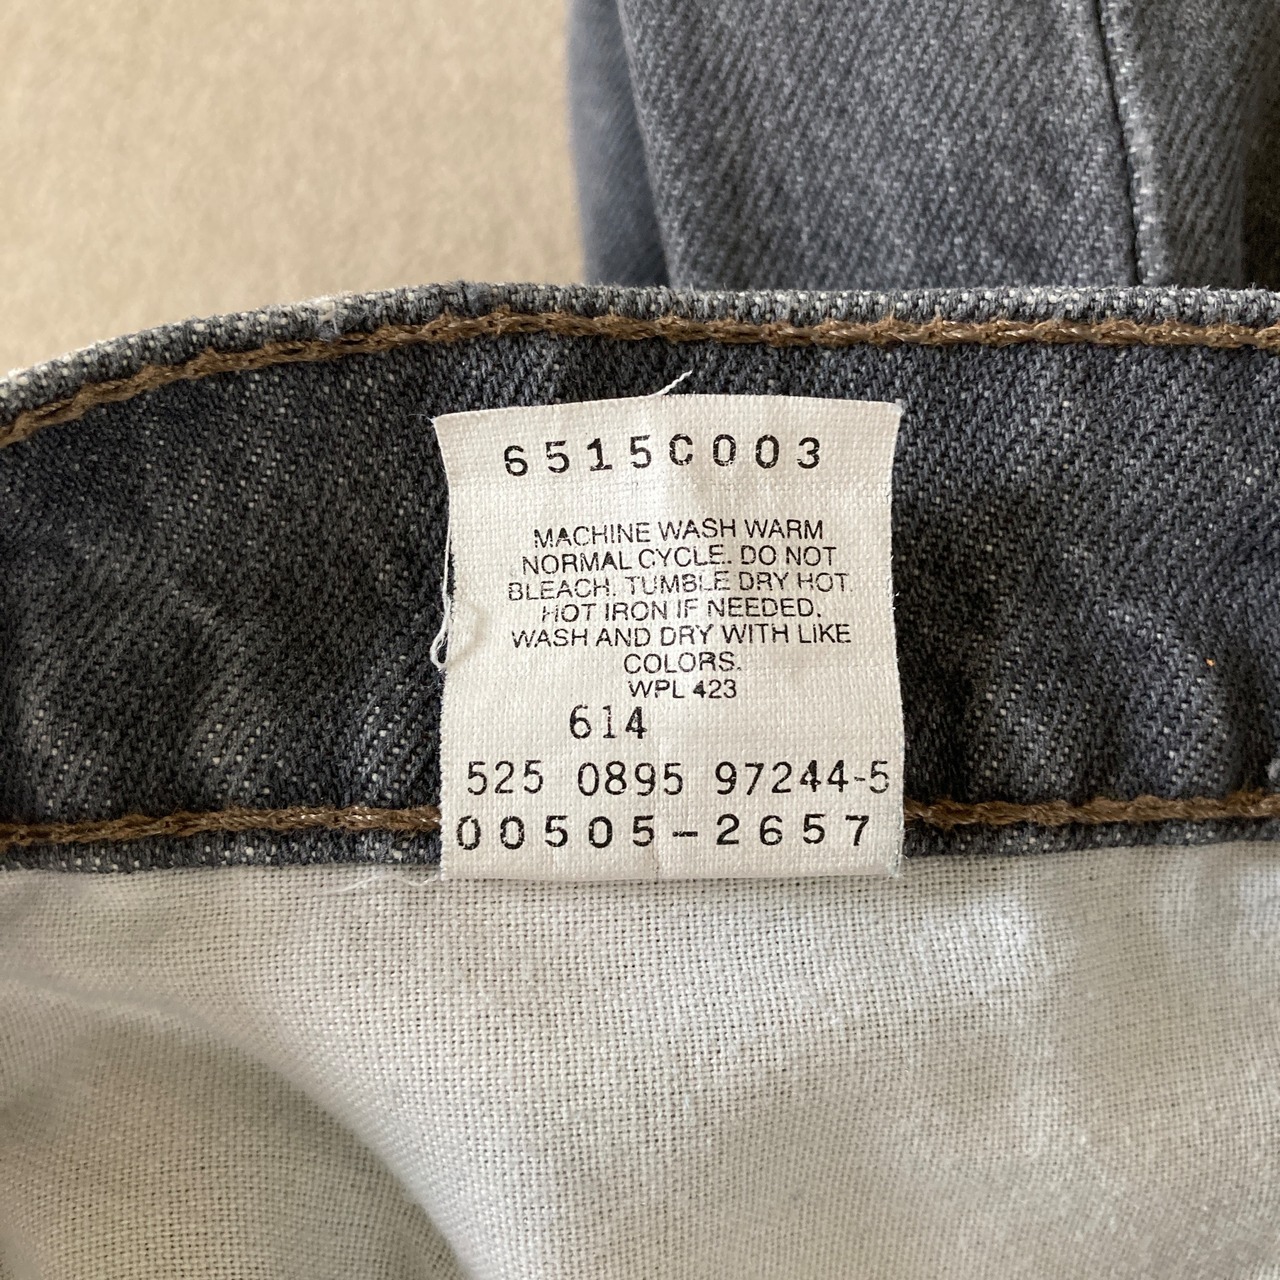 6515C003
MACHINE WASH WARM
NORMAL CYCLE. DO NOT
BLEACH. TUMBLE DRY HOT.
HOT IRON IF NEEDED.
WASH AND DRY WITH LIKE
COLORS.
WPL 423
614
525 0895 97244-5
00505-2657